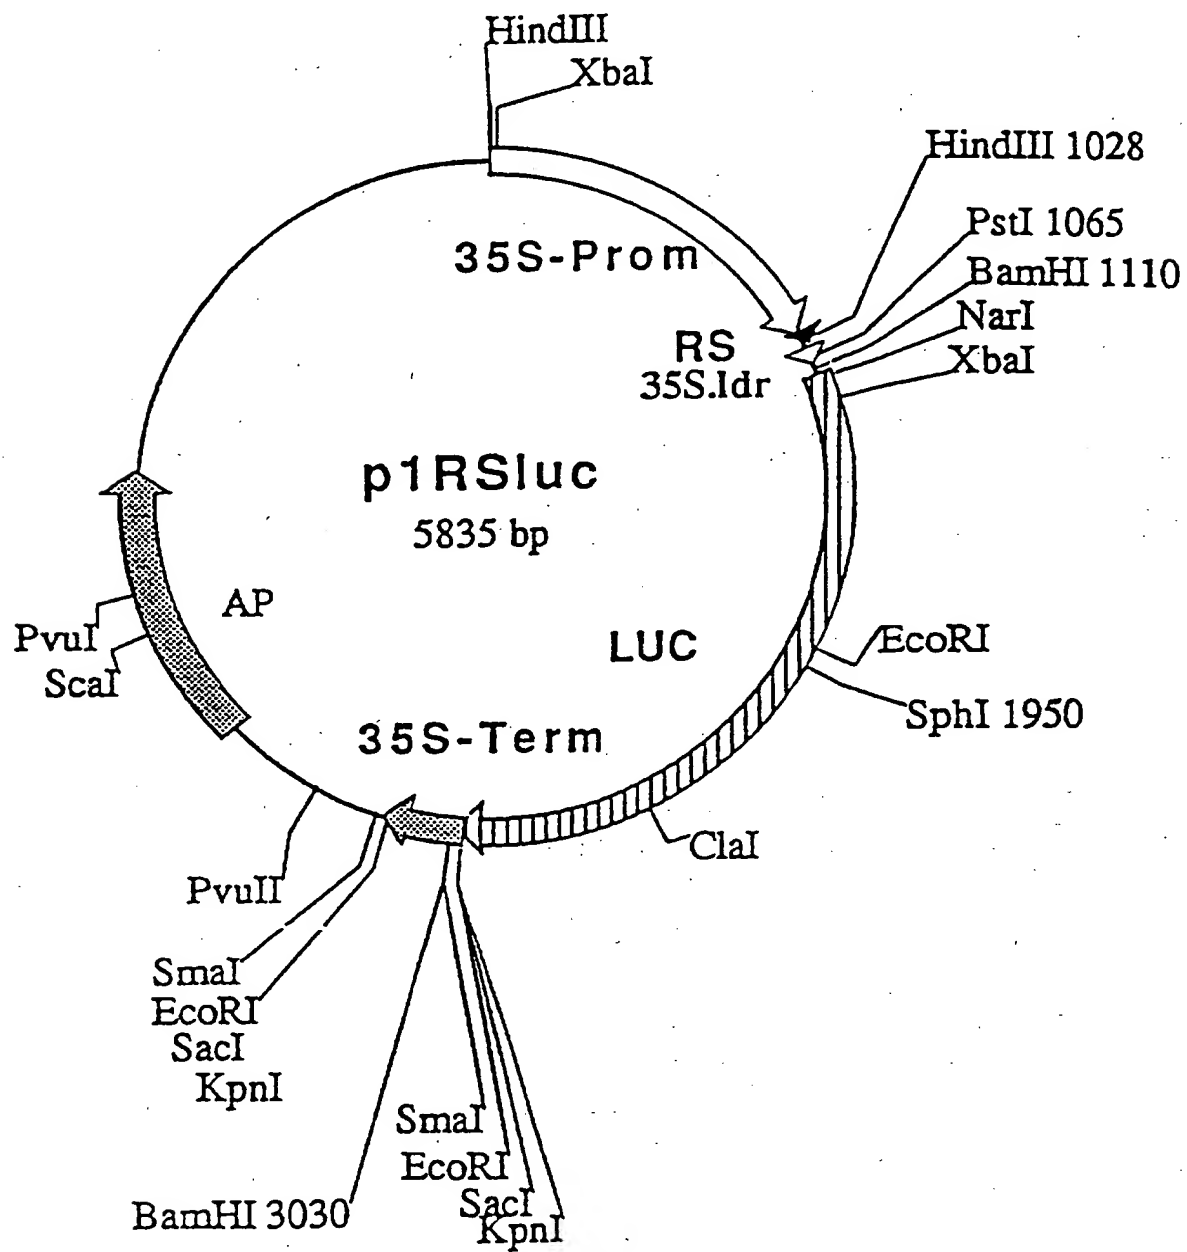 HindIII
XbaI
HindIII 1028
PstI 1065
35S-Prom
BamHI 1110
NarI
RS
XbaI
35S.Idr
p1RSluc
5835 bp
AP
PvuI
LUC
EcoRI
ScaI
SphI 1950
35S-Term
ClaI
PvuII
SmaI
EcoRI
SacI
KpnI
SmaI
EcoRI
SacI
BamHI 3030
KpnI